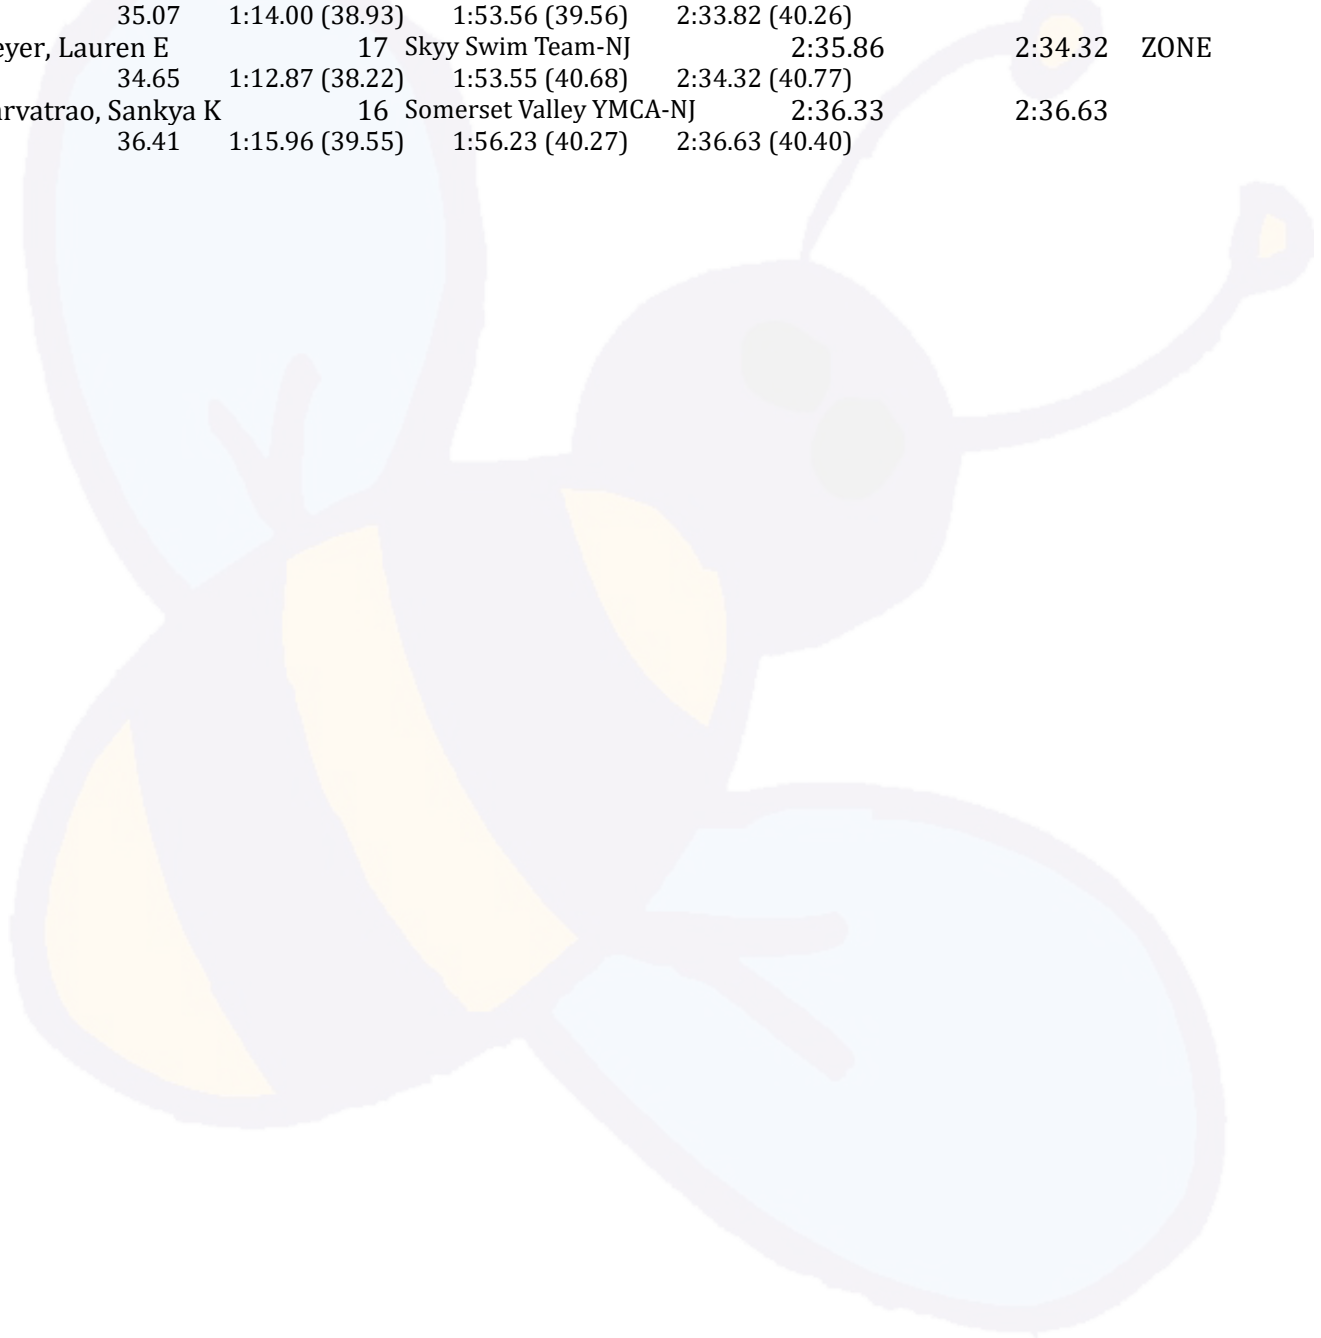 35.07 1:14.00 (38.93) 1:53.56 (39.56) 2:33.82 (40.26)
eyer, Lauren E 17 Skyy Swim Team-NJ 2:35.86 2:34.32 ZONE
34.65 1:12.87 (38.22) 1:53.55 (40.68) 2:34.32 (40.77)
rvatrao, Sankya K 16 Somerset Valley YMCA-NJ 2:36.33 2:36.63
36.41 1:15.96 (39.55) 1:56.23 (40.27) 2:36.63 (40.40)